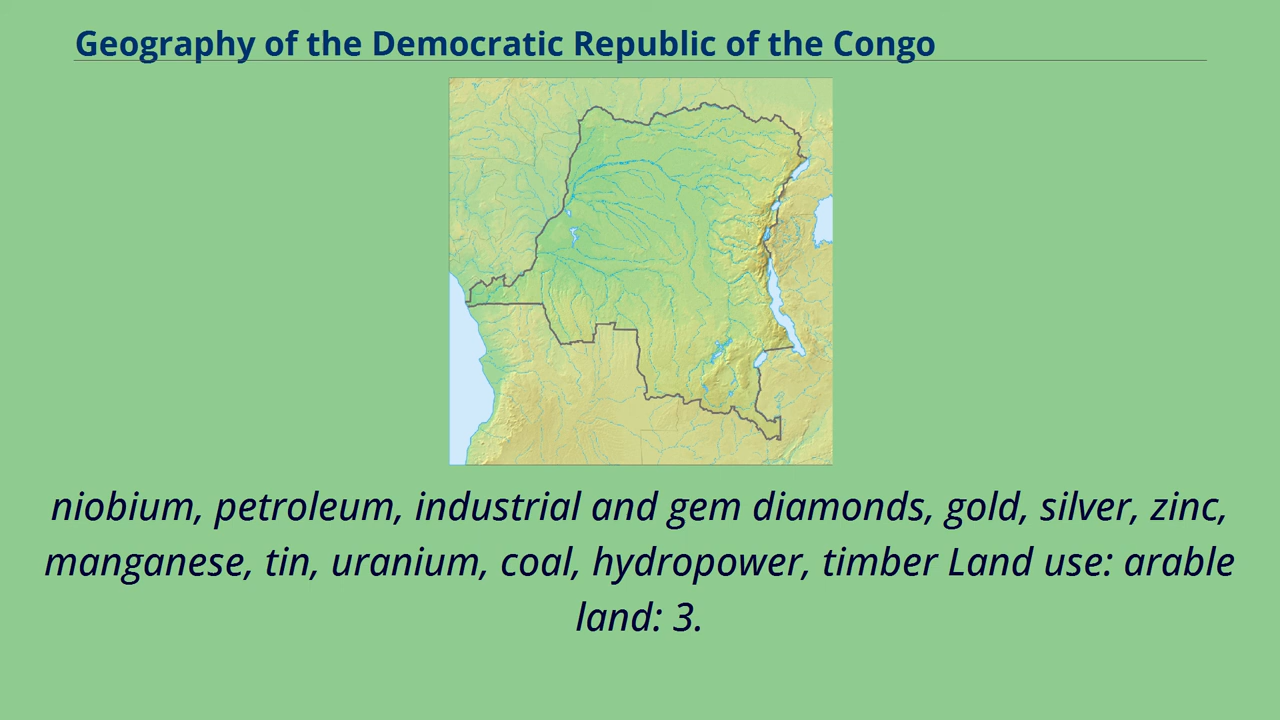 Geography of the Democratic Republic of the Congo
niobium, petroleum, industrial and gem diamonds, gold, silver, zinc,
manganese, tin, uranium, coal, hydropower, timber Land use: arable
land: 3.